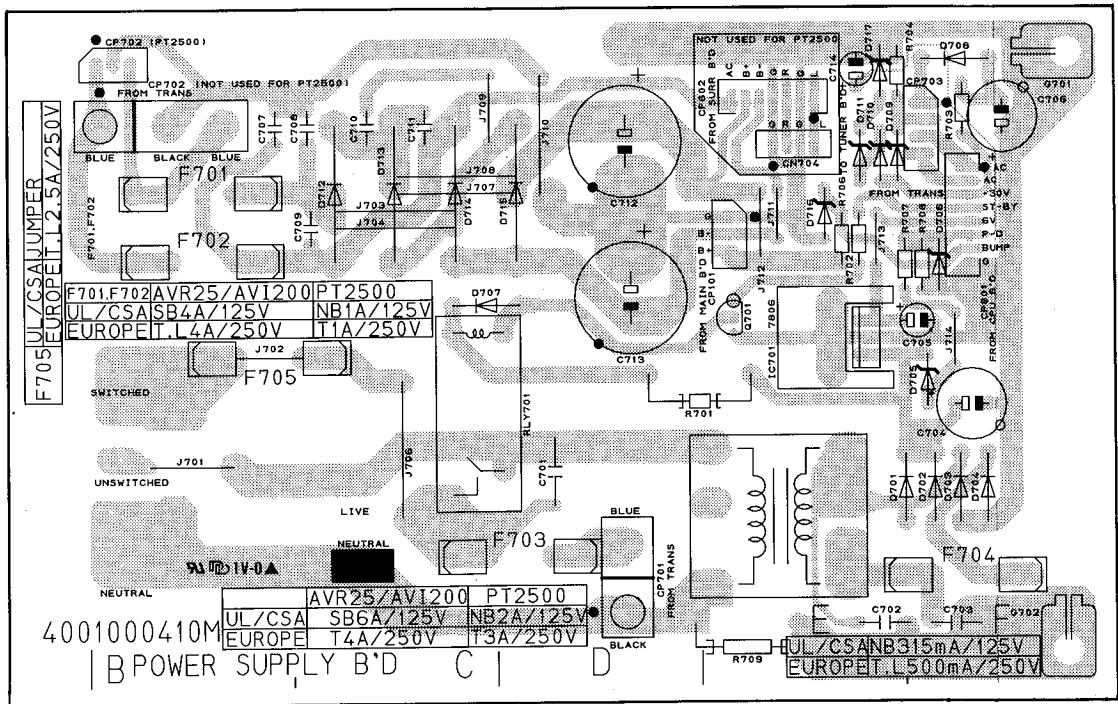 CP702 (PT2500)
CP702 (NOT USED FOR PT2500)
FROM TRANS
BLUE
BLACK
BLUE
F701
F702
F701.F702
C707
C708
C710
C711
C709
J709
J710
D712
D713
D714
D715
J708
J707
J703
J704
C712
C713
NOT USED FOR PT2500
CP602
FROM SURR B'D
AC
B+
B-
G
R
G
L
G
R
G
L
CN704
C714
D717
R704
D708
Q701
C706
CP703
TO TUNER B'D
D711
D710
D709
R703
FROM TRANS
AC
AC
-30V
ST-BY
6V
R-D
BUMP
G
CP801
FROM CPU B'D
D716
R706
R702
J713
R707
R708
D706
G
B-
B+
J711
J712
FROM MAIN B'D
CP101
Q701
IC701 7806
C705
J714
D705
C704
F705
UL/CSA JUMPER
EUROPE T.L2.5A/250V
F701.F702 AVR25/AVI200 PT2500
UL/CSA SB4A/125V NB1A/125V
EUROPE T.L4A/250V T1A/250V
D707
J702
F705
SWITCHED
RLY701
R701
J706
J701
UNSWITCHED
C701
LIVE
D701
D702
D703
D704
NEUTRAL
BLUE
F703
F704
1V-0
NEUTRAL
CP701
FROM TRANS
BLACK
AVR25/AVI200 PT2500
UL/CSA SB6A/125V NB2A/125V
EUROPE T4A/250V T3A/250V
C702
C703
Q702
4001000410M
R709
UL/CSA NB315mA/125V
EUROPE T.L500mA/250V
B POWER SUPPLY B'D C D